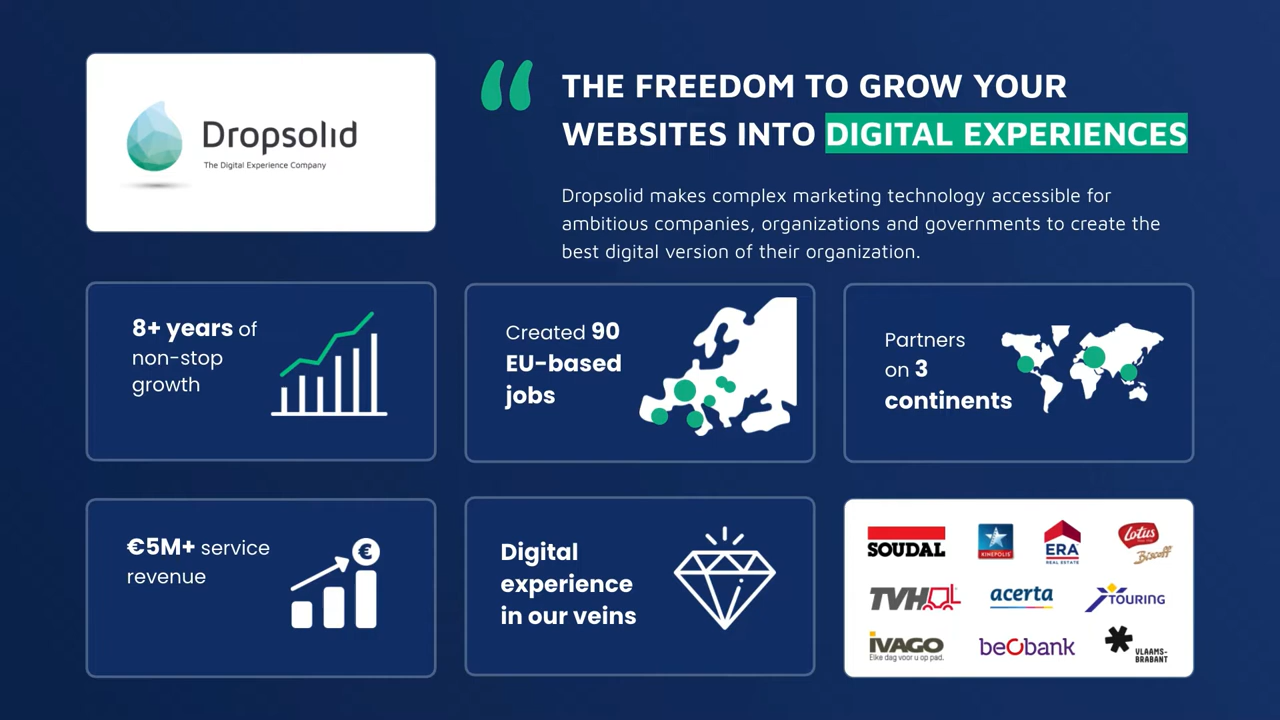 Dropsolid
The Digital Experience Company
THE FREEDOM TO GROW YOUR
WEBSITES INTO DIGITAL EXPERIENCES
Dropsolid makes complex marketing technology accessible for
ambitious companies, organizations and governments to create the
best digital version of their organization.
8+ years of
non-stop
growth
Created 90
EU-based
jobs
Partners
on 3
continents
€5M+ service
revenue
€
Digital
experience
in our veins
SOUDAL
KINEPOLIS
ERA
REAL ESTATE
Lotus
Biscoff
TVH
acerta
TOURING
iVAGO
Elke dag voor u op pad.
beobank
VLAAMS-
BRABANT